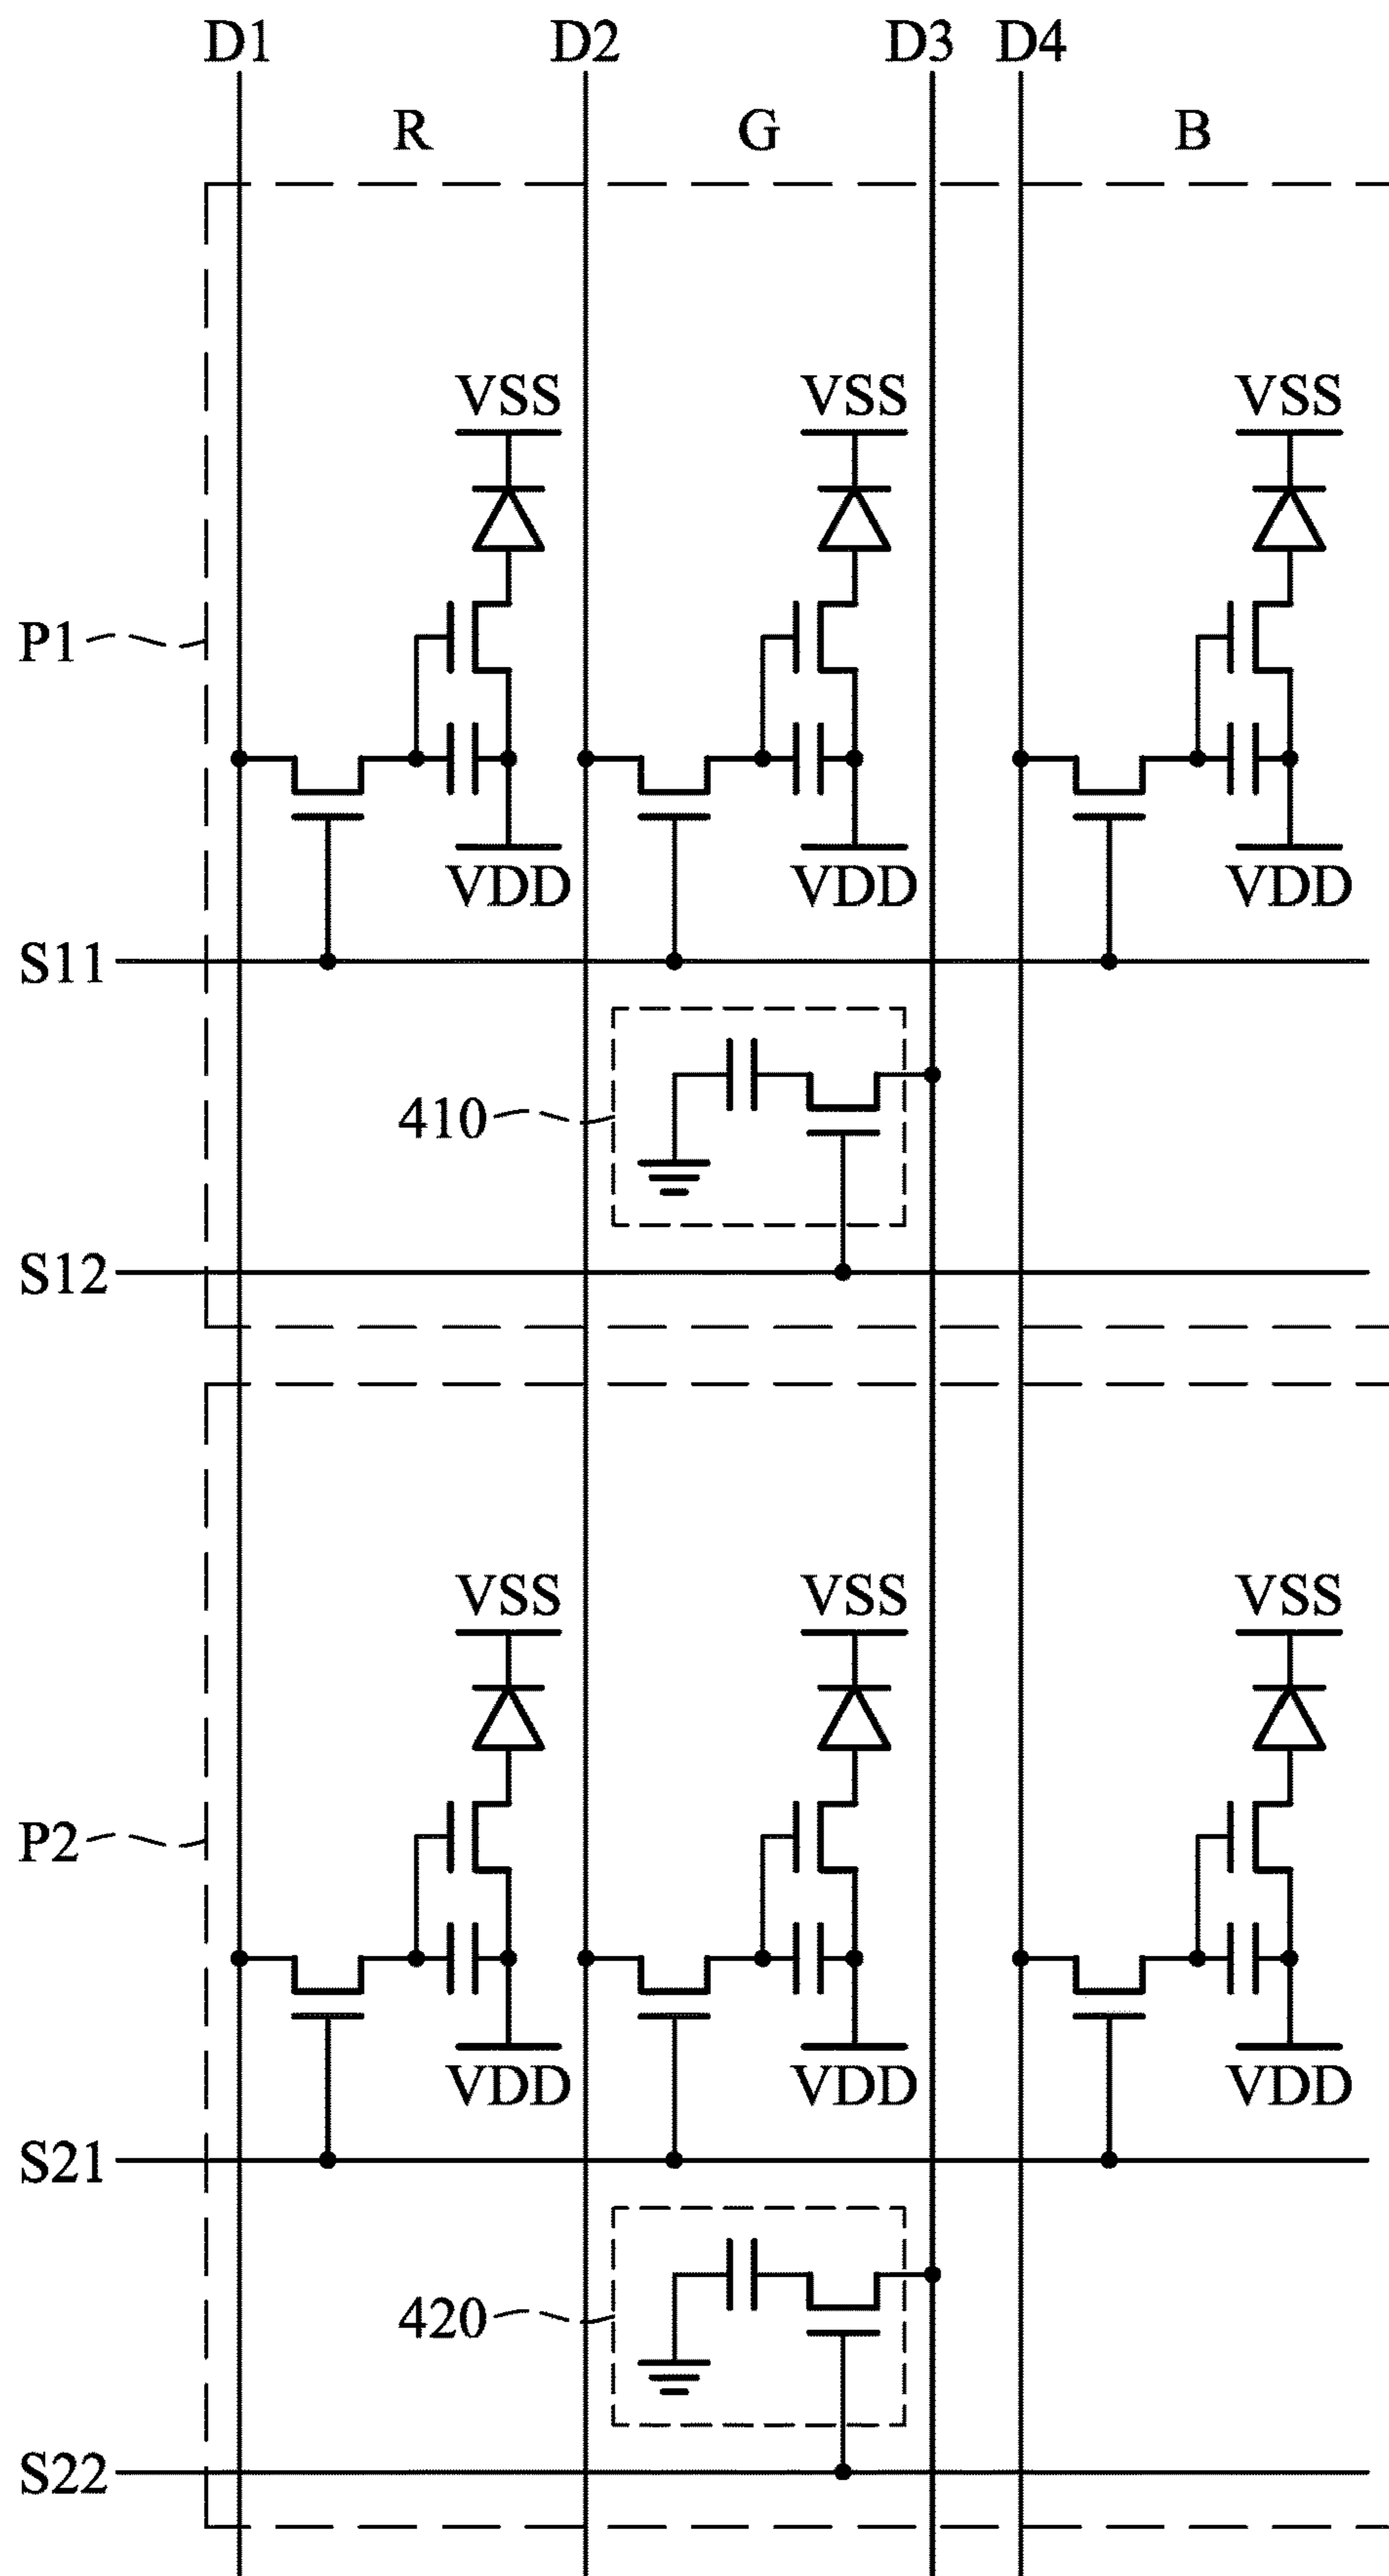 D1 D2 D3 D4
R G B
VSS VSS VSS
P1
VDD VDD VDD
S11
410
S12
VSS VSS VSS
P2
VDD VDD VDD
S21
420
S22